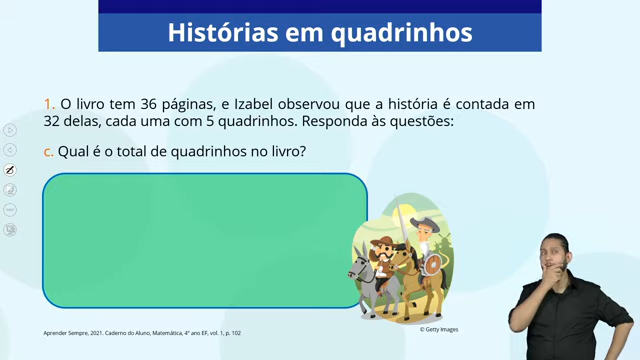 Histórias em quadrinhos
1. O livro tem 36 páginas, e Izabel observou que a história é contada em
32 delas, cada uma com 5 quadrinhos. Responda às questões:
c. Qual é o total de quadrinhos no livro?
Aprender Sempre, 2021. Caderno do Aluno, Matemática, 4º ano EF, vol. 1, p. 102
© Getty Images